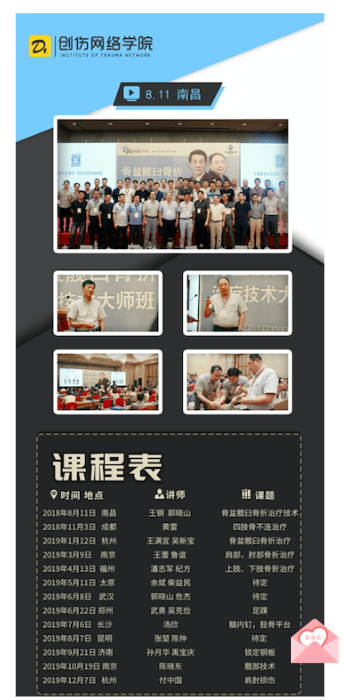 创伤网络学院
INSTITUTE OF TRAUMA NETWORK
8.11 南昌
骨盆髋臼骨折
髋臼骨折
技术大师班
治疗技术大
课程表
时间 地点 讲师 课题
2018年8月11日 南昌 王钢 郭晓山 骨盆髋臼骨折治疗技术
2018年11月3日 成都 黄雷 四肢骨不连治疗
2019年1月12日 杭州 王满宜 吴新宝 骨盆髋臼骨折治疗
2019年3月9日 南京 王蕾 鲁谊 肩部，肘部骨折治疗
2019年4月13日 福州 潘志军 纪方 上肢、下肢骨折治疗
2019年5月11日 太原 余斌 柴益民 待定
2019年6月8日 武汉 郭晓山 危杰 待定
2019年6月22日 郑州 武勇 吴克俭 足踝
2019年7月6日 长沙 汤欣 髓内钉，胫骨平台
2019年8月7日 昆明 张堃 陈仲 待定
2019年9月21日 济南 孙月华 禹宝庆 锁定钢板
2019年10月19日 南京 陈晓东 髋部技术
2019年12月7日 杭州 付中国 肩肘损伤